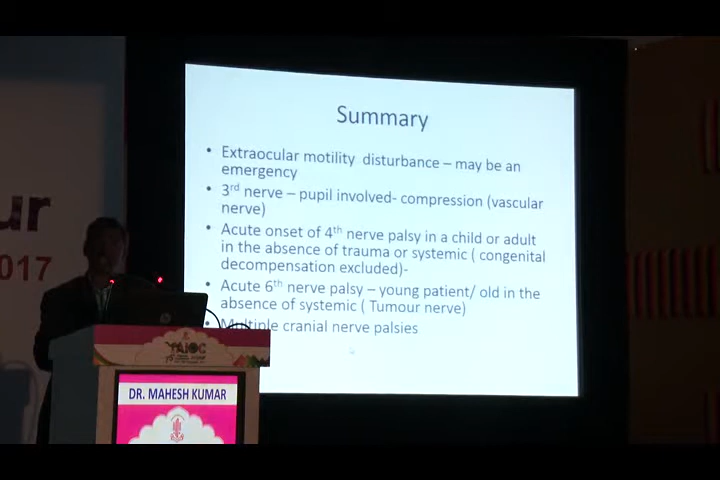 Summary
• Extraocular motility disturbance – may be an
emergency
• 3rd nerve – pupil involved- compression (vascular
nerve)
• Acute onset of 4th nerve palsy in a child or adult
in the absence of trauma or systemic ( congenital
decompensation excluded)-
• Acute 6th nerve palsy – young patient/ old in the
absence of systemic ( Tumour nerve)
• Multiple cranial nerve palsies
ur
2017
AIOC
DR. MAHESH KUMAR